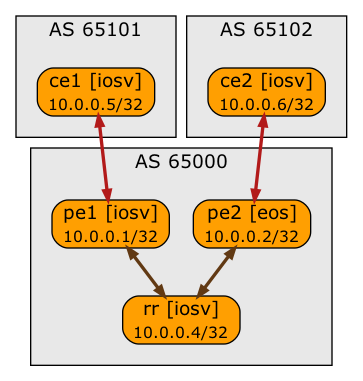 AS 65101
AS 65102
ce1 [iosv]
10.0.0.5/32
ce2 [iosv]
10.0.0.6/32
AS 65000
pe1 [iosv]
10.0.0.1/32
pe2 [eos]
10.0.0.2/32
rr [iosv]
10.0.0.4/32